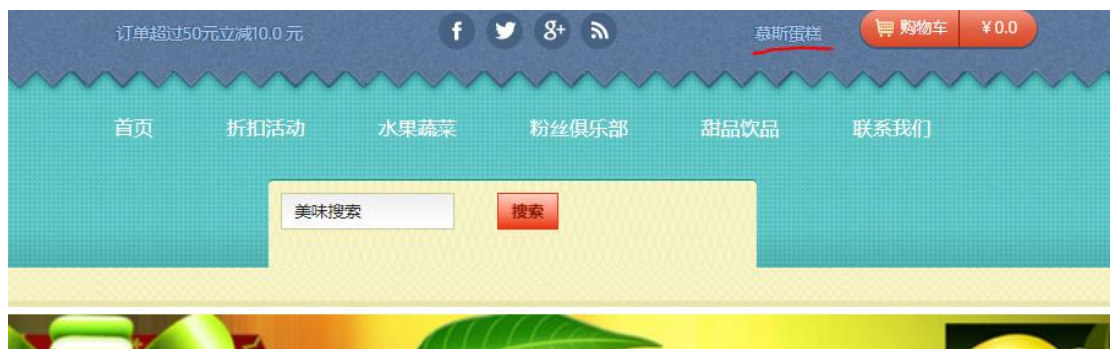 订单超过50元立减10.0 元 慕斯蛋糕 购物车 ¥0.0
首页 折扣活动 水果蔬菜 粉丝俱乐部 甜品饮品 联系我们
美味搜索 搜索